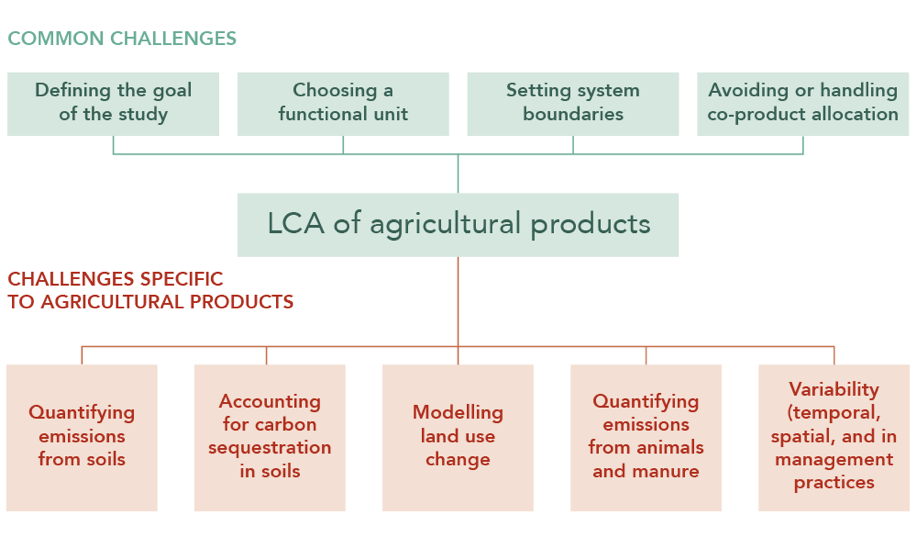 COMMON CHALLENGES
Defining the goal
of the study
Choosing a
functional unit
Setting system
boundaries
Avoiding or handling
co-product allocation
LCA of agricultural products
CHALLENGES SPECIFIC
TO AGRICULTURAL PRODUCTS
Quantifying
emissions
from soils
Accounting
for carbon
sequestration
in soils
Modelling
land use
change
Quantifying
emissions
from animals
and manure
Variability
(temporal,
spatial, and in
management
practices